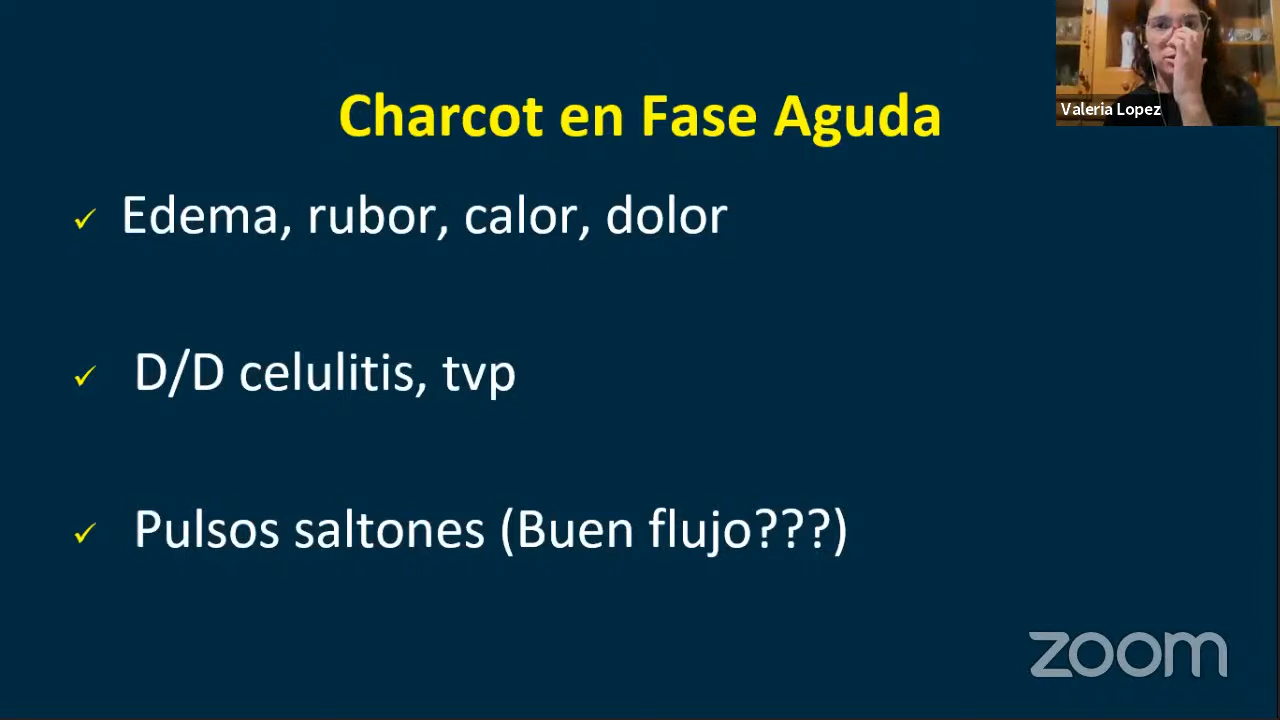 Valeria Lopez
Charcot en Fase Aguda
✓ Edema, rubor, calor, dolor
✓ D/D celulitis, tvp
✓ Pulsos saltones (Buen flujo???)
zoom